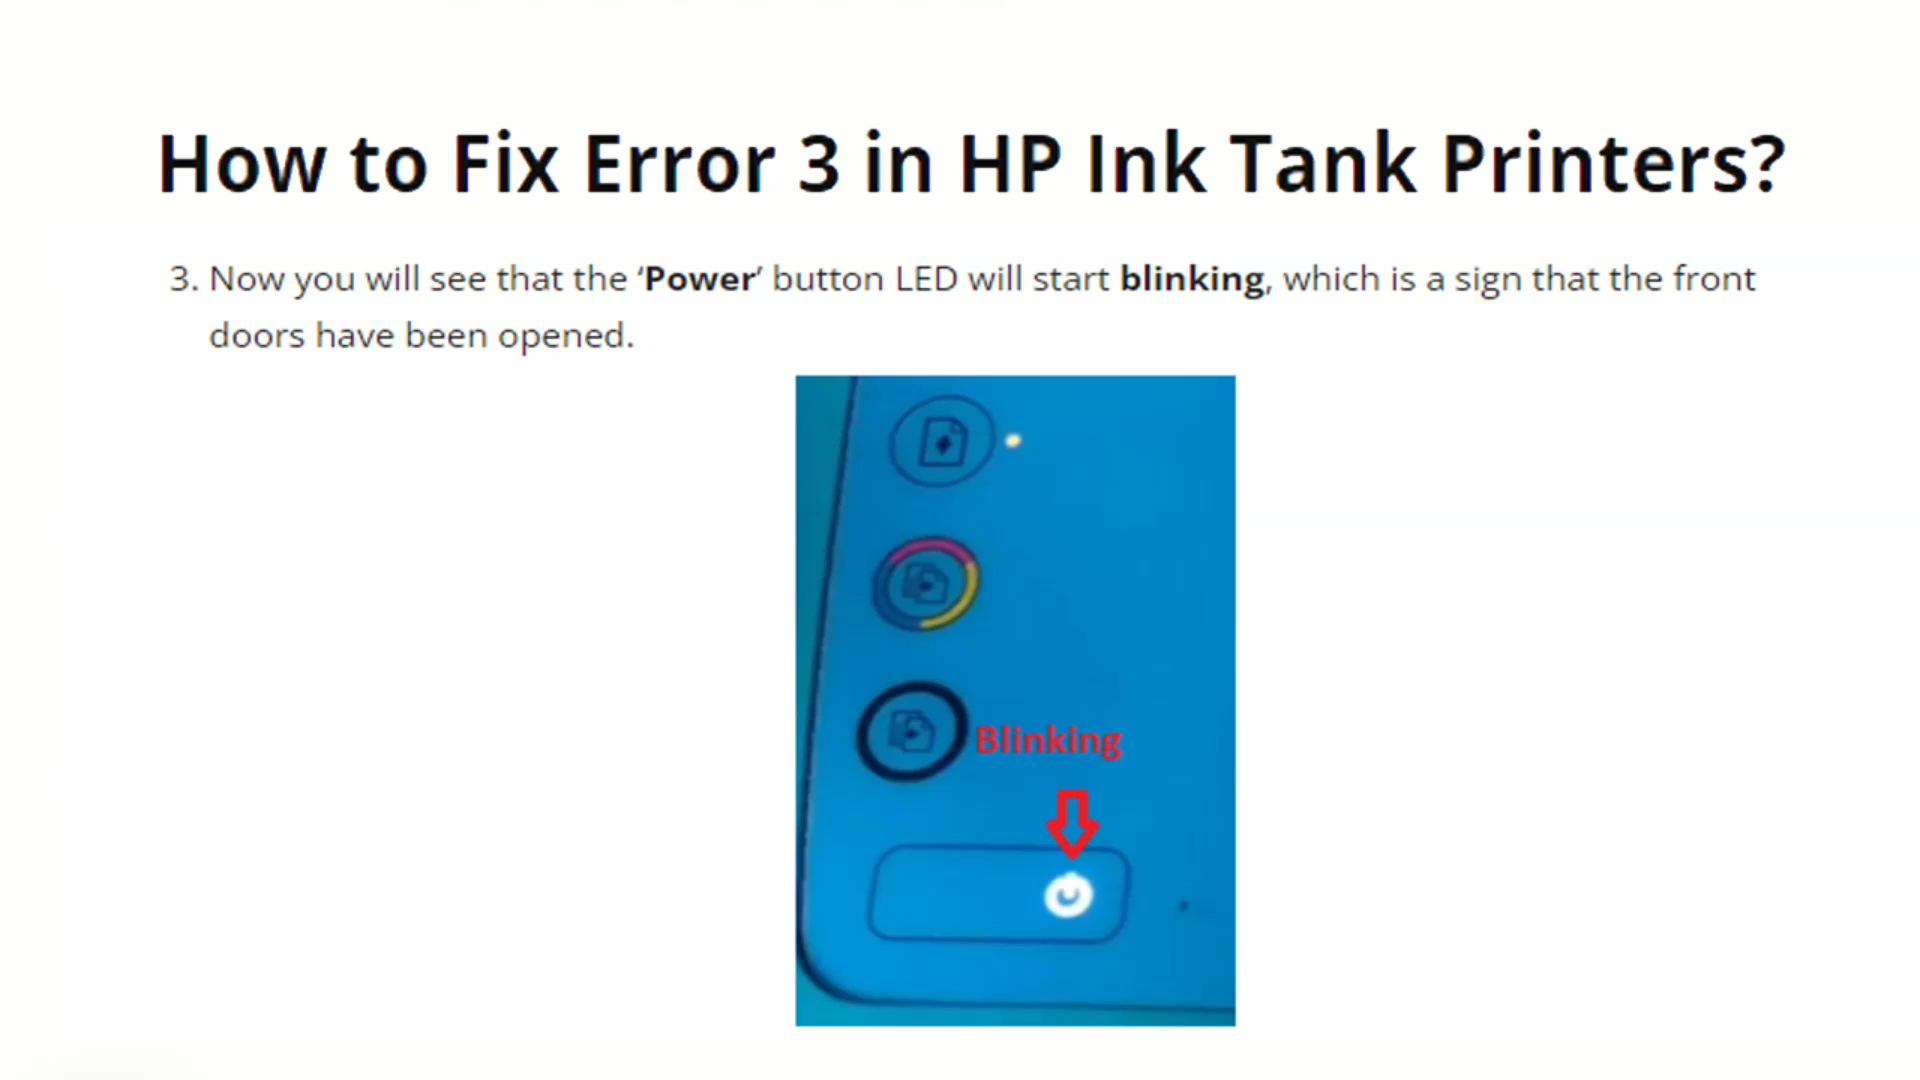 How to Fix Error 3 in HP Ink Tank Printers?
3. Now you will see that the ‘Power’ button LED will start blinking, which is a sign that the front
doors have been opened.
Blinking